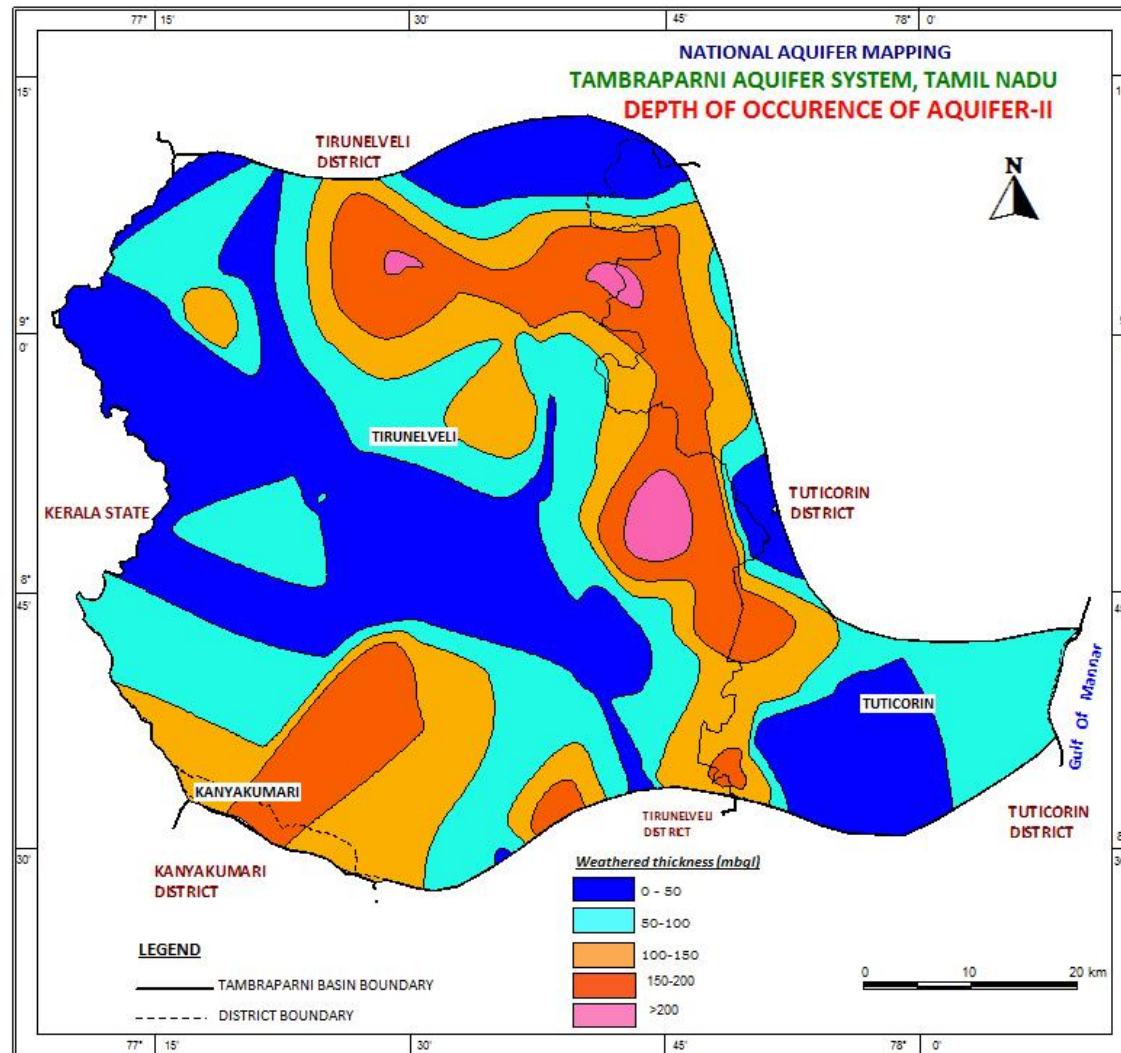 77° 15' 30' 45' 78° 0'
NATIONAL AQUIFER MAPPING
TAMBRAPARNI AQUIFER SYSTEM, TAMIL NADU
DEPTH OF OCCURENCE OF AQUIFER-II
15'
TIRUNELVELI
DISTRICT
N
9°
0'
TIRUNELVELI
KERALA STATE
TUTICORIN
DISTRICT
8°
45'
TUTICORIN
Gulf Of Mannar
KANYAKUMARI
TIRUNELVELI
DISTRICT
TUTICORIN
DISTRICT
30'
KANYAKUMARI
DISTRICT
Weathered thickness (mbgl)
0 - 50
50-100
100-150
150-200
>200
LEGEND
TAMBRAPARNI BASIN BOUNDARY
DISTRICT BOUNDARY
0 10 20 km
77° 15' 30' 45' 78° 0'